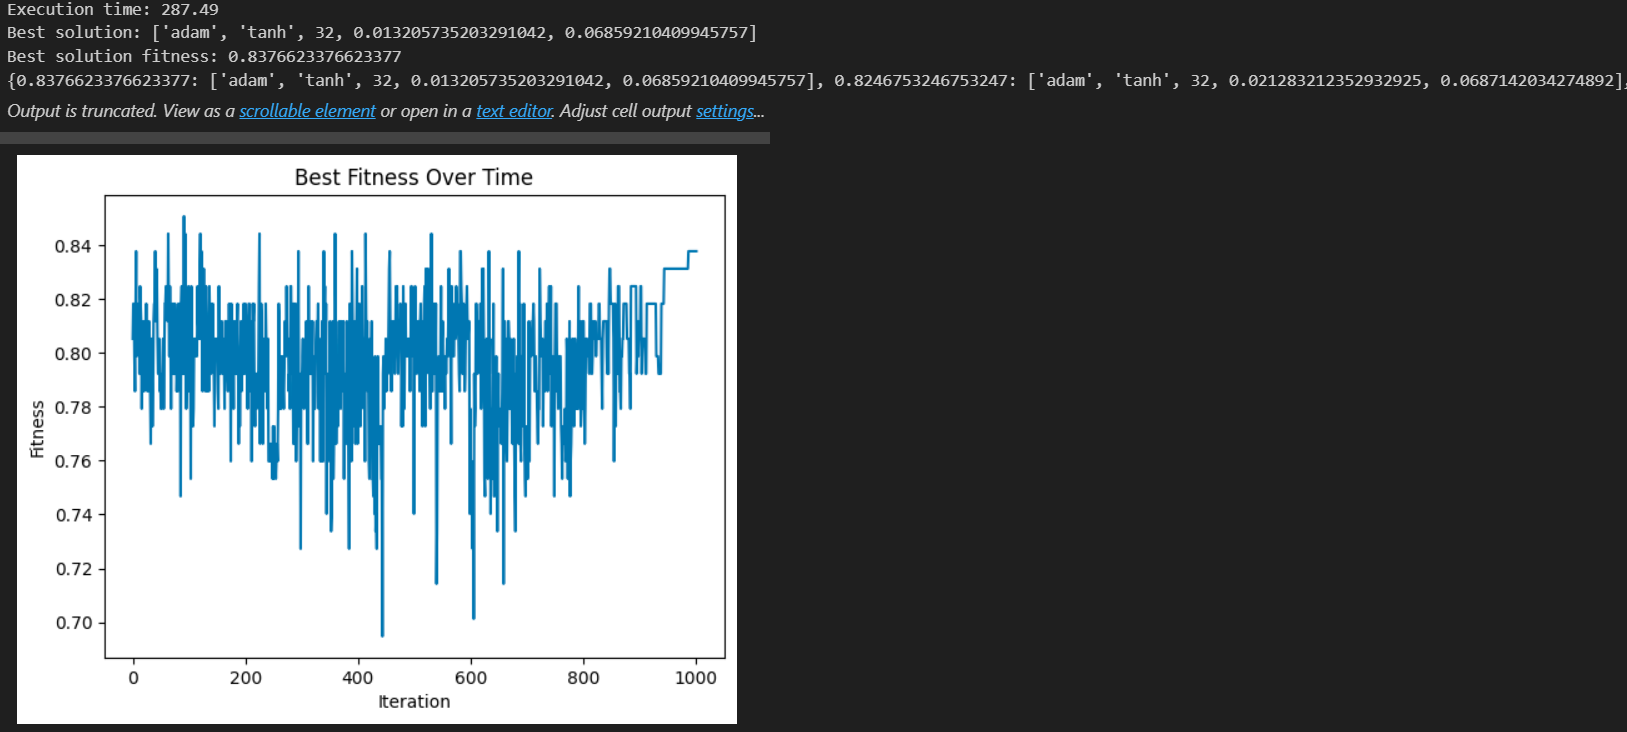 Execution time: 287.49
Best solution: ['adam', 'tanh', 32, 0.013205735203291042, 0.06859210409945757]
Best solution fitness: 0.8376623376623377
{0.8376623376623377: ['adam', 'tanh', 32, 0.013205735203291042, 0.06859210409945757], 0.8246753246753247: ['adam', 'tanh', 32, 0.021283212352932925, 0.0687142034274892],
Output is truncated. View as a scrollable element or open in a text editor. Adjust cell output settings...
Best Fitness Over Time
0.84
0.82
0.80
0.78
0.76
0.74
0.72
0.70
Fitness
0 200 400 600 800 1000
Iteration